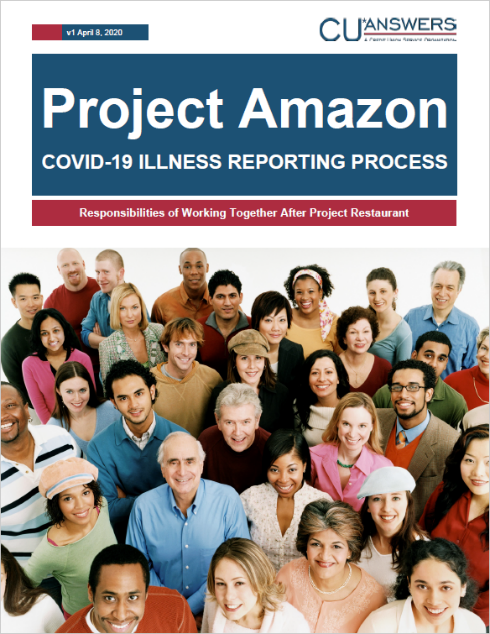 v1 April 8, 2020
CU*ANSWERS
A CREDIT UNION SERVICE ORGANIZATION
Project Amazon
COVID-19 ILLNESS REPORTING PROCESS
Responsibilities of Working Together After Project Restaurant